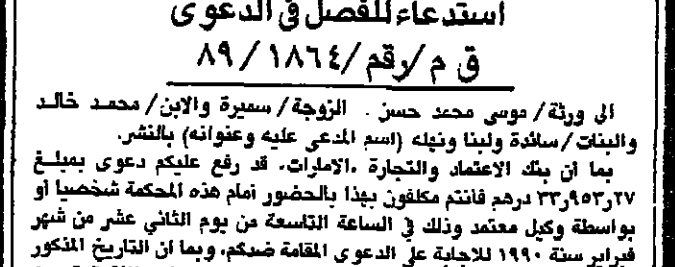 استدعاء للفصل في الدعوى
ق م/رقم/١٨٦٤/٨٩
الى ورثة/ موسى محمد حسن . الزوجة/ سميرة والابن/ محمد خالد
والبنات/ سائدة ولبنا ونهله (اسم المدعى عليه وعنوانه) بالنشر.
بما أن بنك الاعتماد والتجارة .الامارات. قد رفع عليكم دعوى بمبلغ
٣٣٫٩٥٣٫٢٧ درهم فانتم مكلفون بهذا بالحضور أمام هذه المحكمة شخصيا أو
بواسطة وكيل معتمد وذلك في الساعة التاسعة من يوم الثاني عشر من شهر
فبراير سنة ١٩٩٠ للاجابة على الدعوى المقامة ضدكم، وبما ان التاريخ المذكور